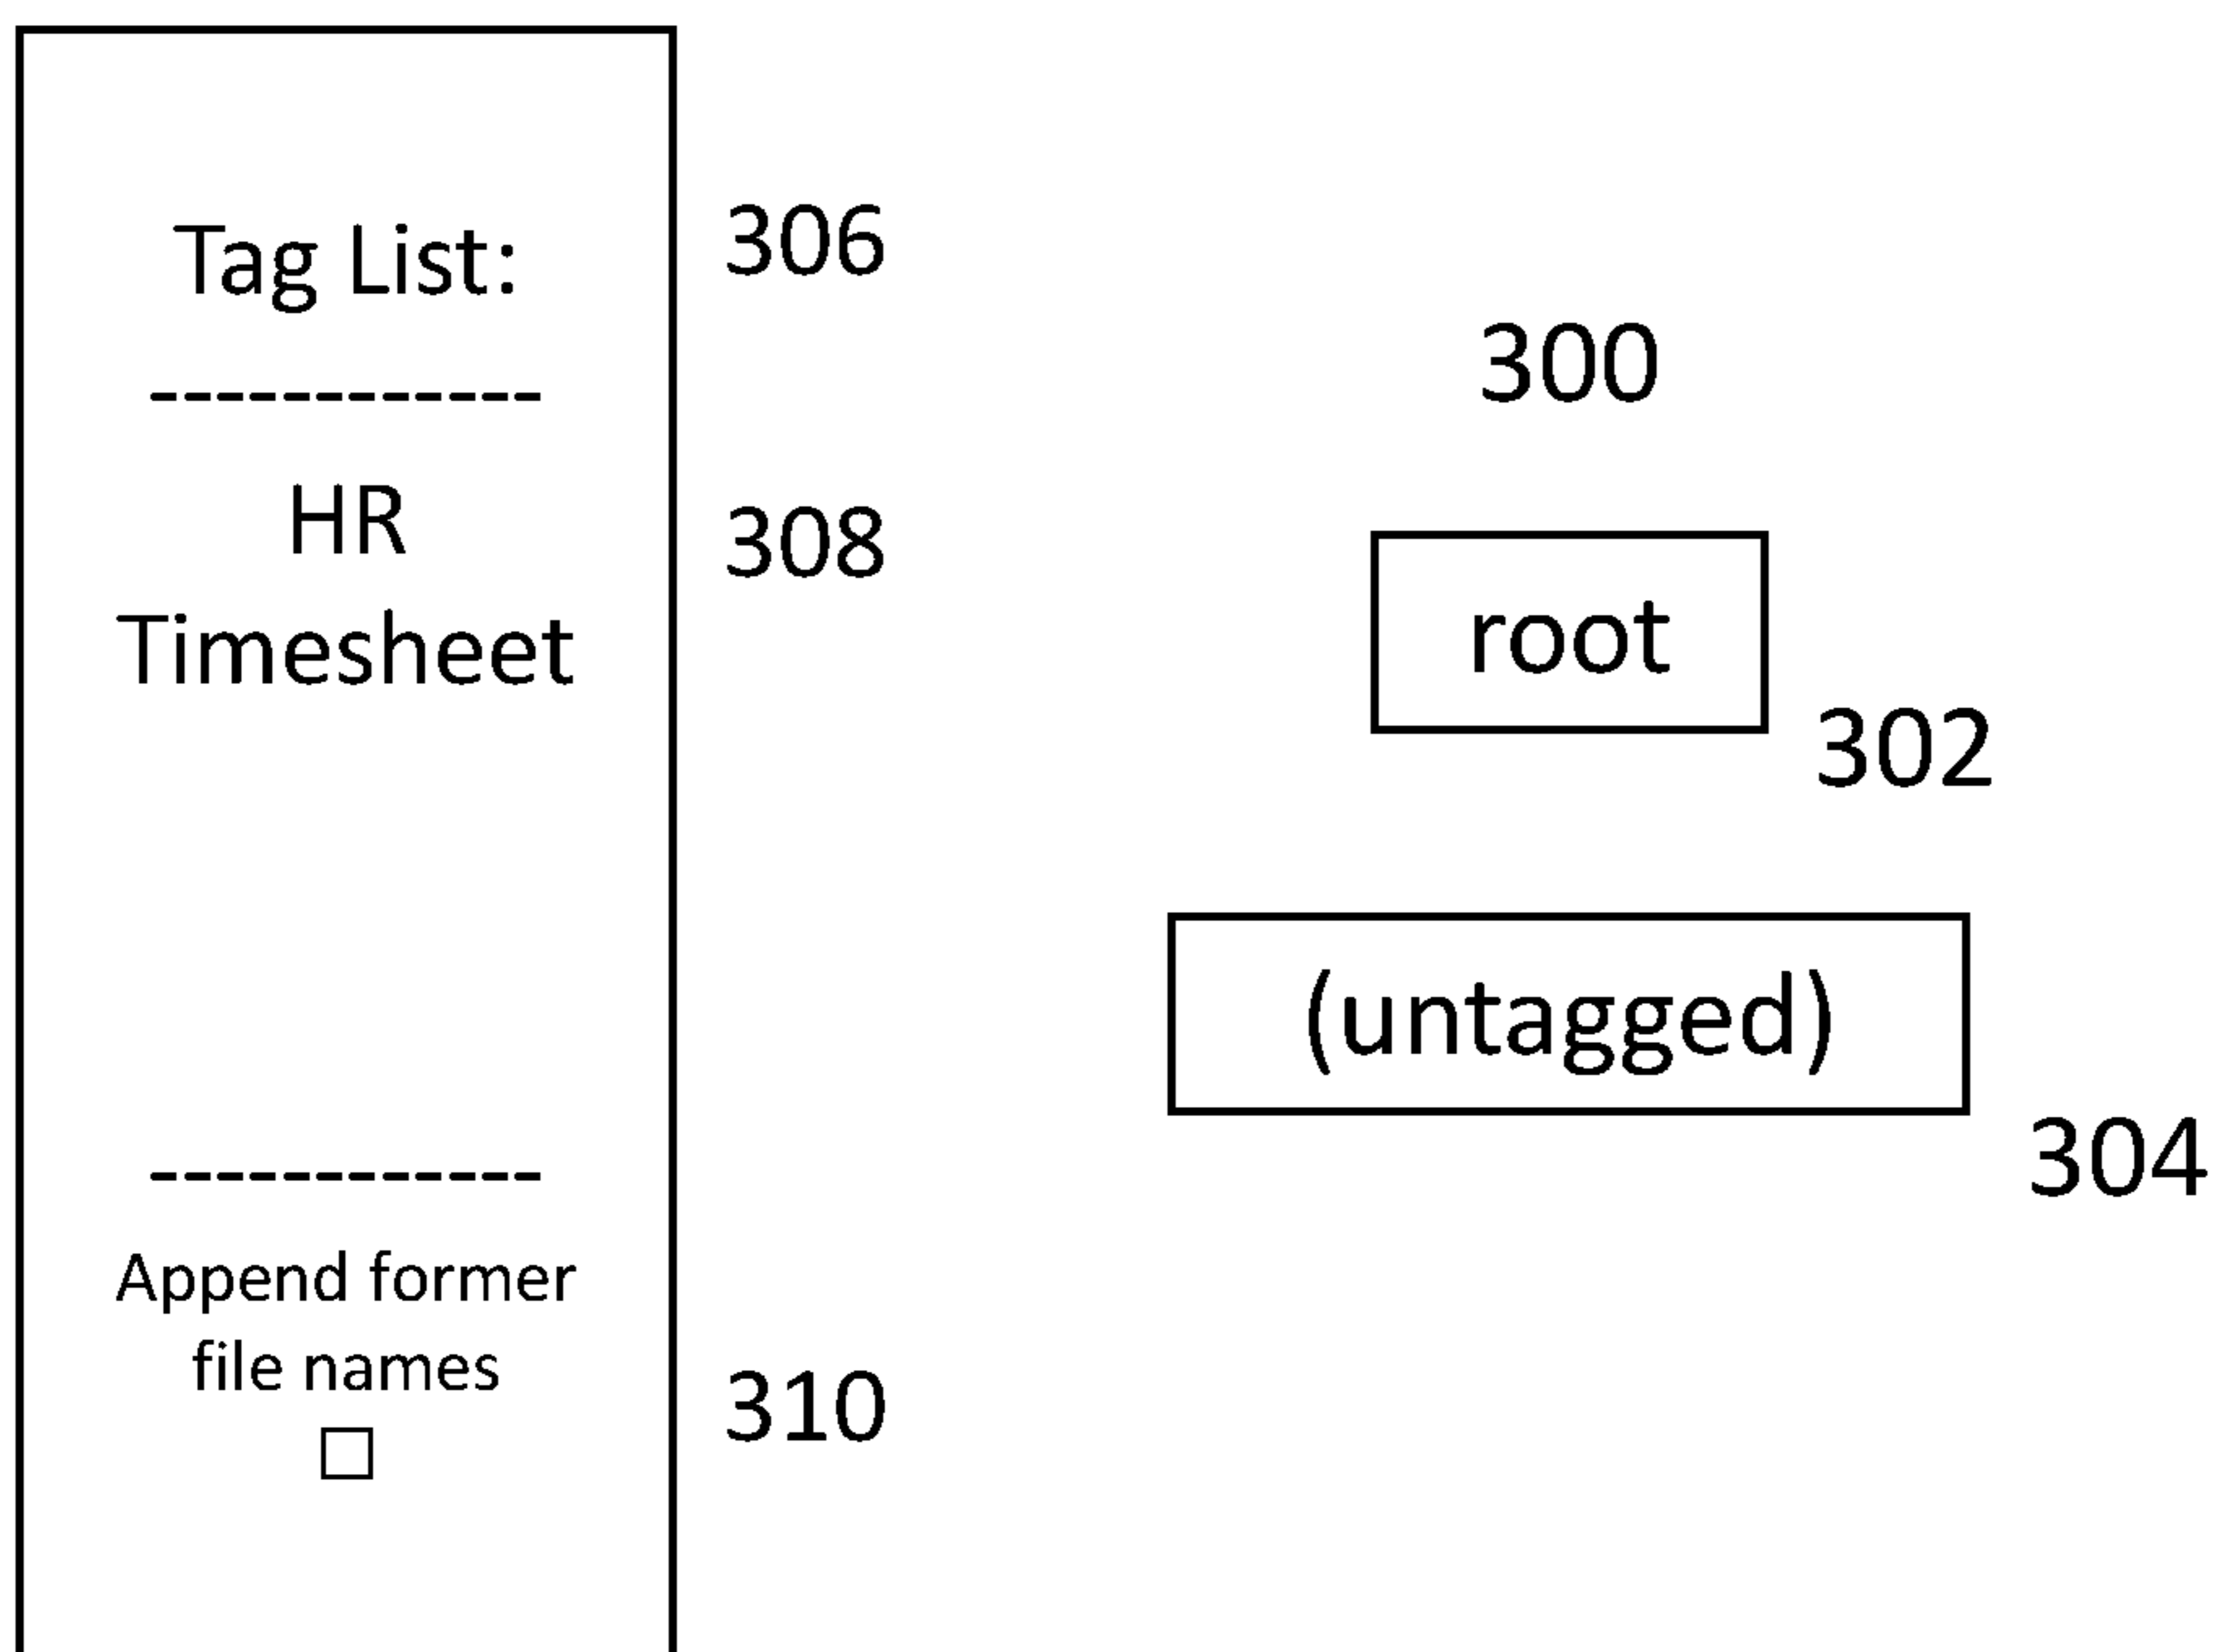 Tag List:
306
-------------
HR
308
Timesheet
-------------
Append former
file names
☐
310
300
root
302
(untagged)
304